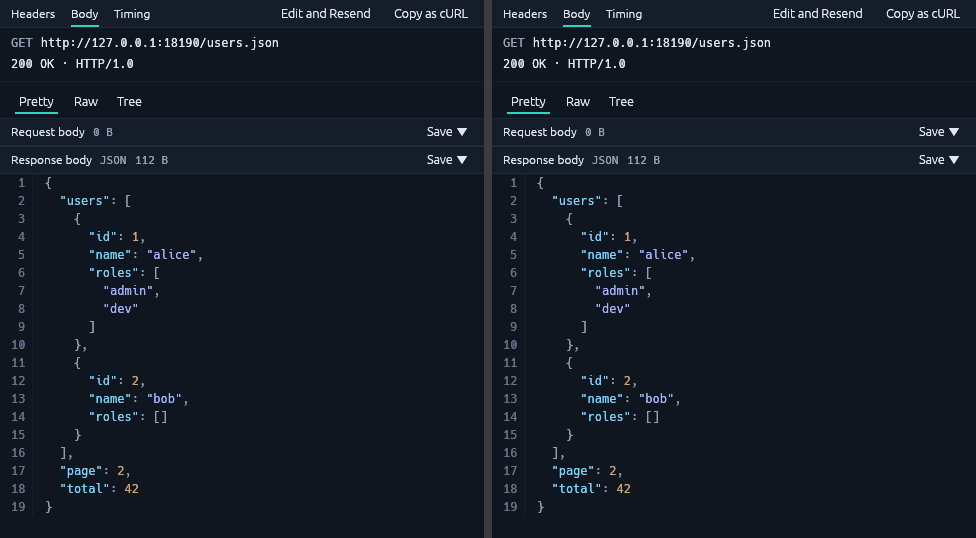 Headers Body Timing Edit and Resend Copy as cURL
GET http://127.0.0.1:18190/users.json
200 OK · HTTP/1.0
Pretty Raw Tree
Request body 0 B Save ▼
Response body JSON 112 B Save ▼
1 {
2 "users": [
3 {
4 "id": 1,
5 "name": "alice",
6 "roles": [
7 "admin",
8 "dev"
9 ]
10 },
11 {
12 "id": 2,
13 "name": "bob",
14 "roles": []
15 }
16 ],
17 "page": 2,
18 "total": 42
19 }
Headers Body Timing Edit and Resend Copy as cURL
GET http://127.0.0.1:18190/users.json
200 OK · HTTP/1.0
Pretty Raw Tree
Request body 0 B Save ▼
Response body JSON 112 B Save ▼
1 {
2 "users": [
3 {
4 "id": 1,
5 "name": "alice",
6 "roles": [
7 "admin",
8 "dev"
9 ]
10 },
11 {
12 "id": 2,
13 "name": "bob",
14 "roles": []
15 }
16 ],
17 "page": 2,
18 "total": 42
19 }